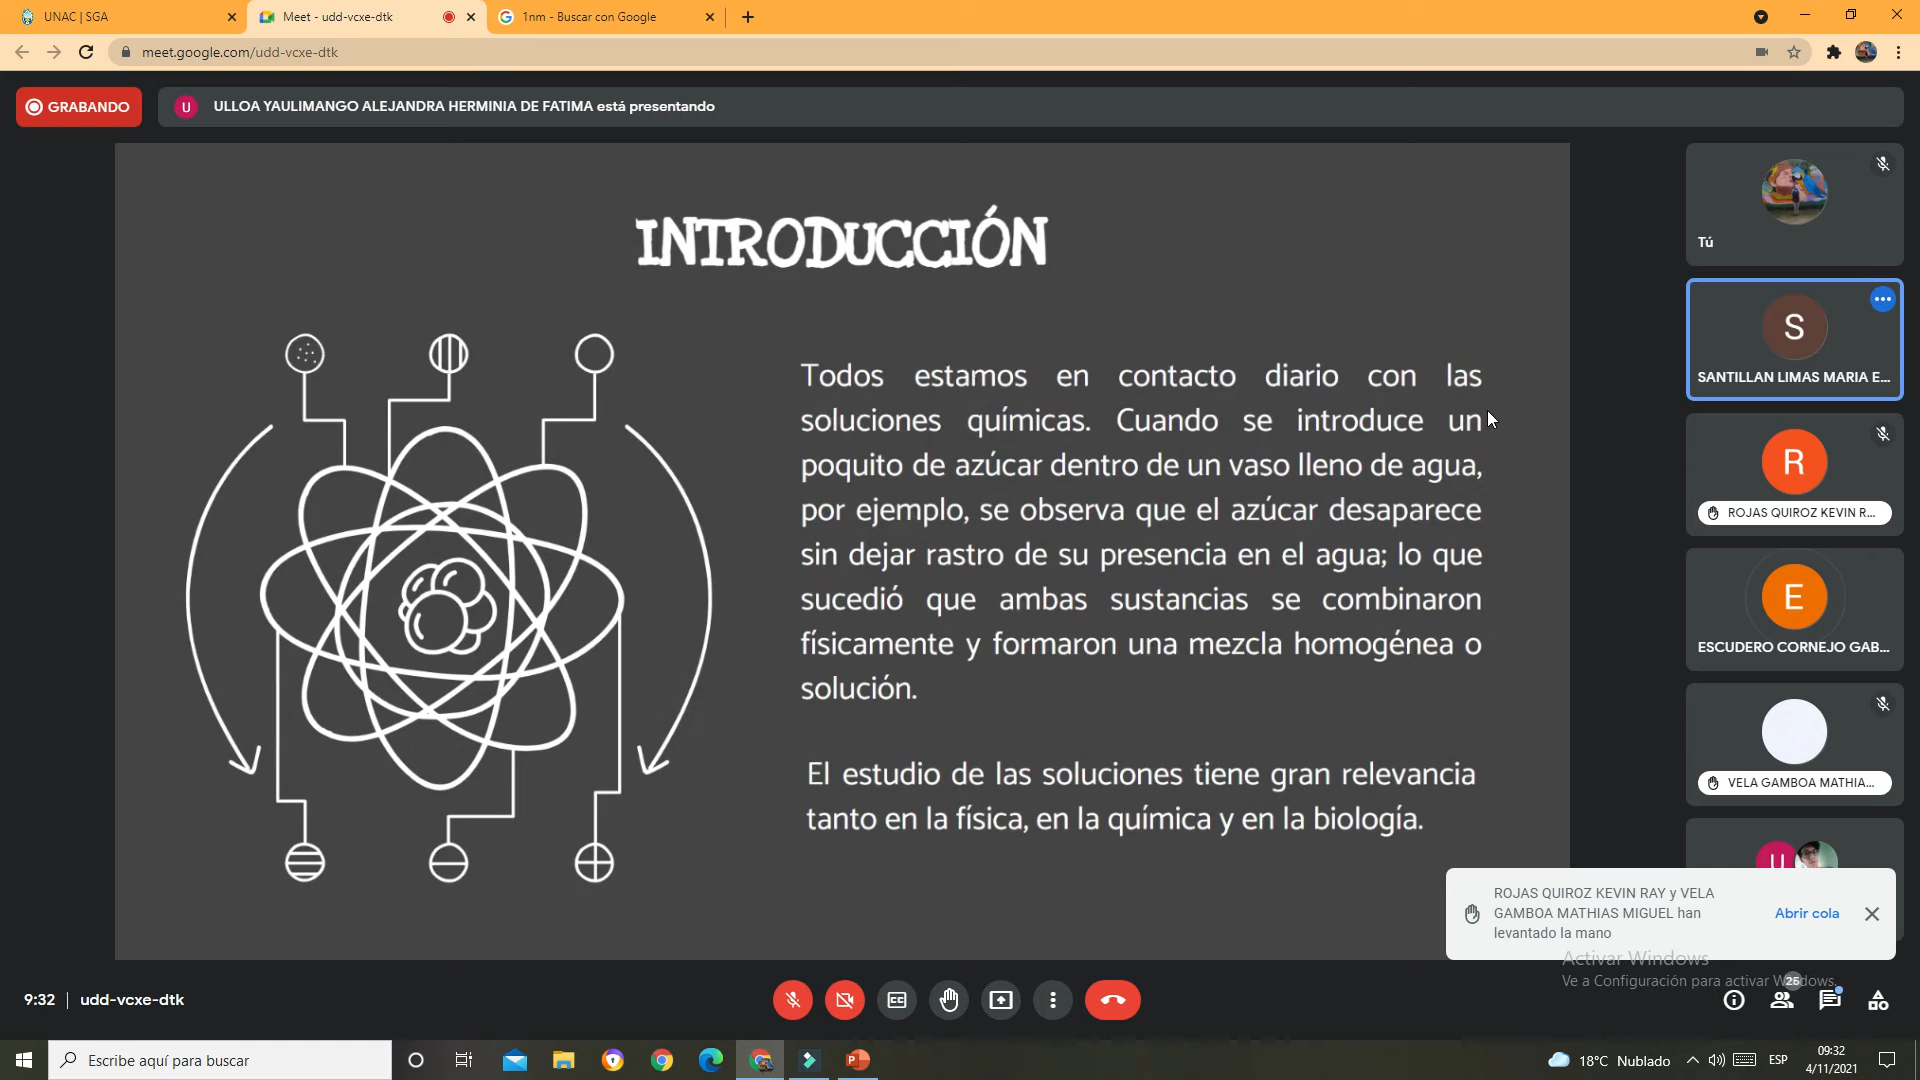 UNAC | SGA
Meet - udd-vcxe-dtk
1nm - Buscar con Google
meet.google.com/udd-vcxe-dtk
GRABANDO
U
ULLOA YAULIMANGO ALEJANDRA HERMINIA DE FATIMA está presentando
INTRODUCCIÓN
Todos estamos en contacto diario con las
soluciones químicas. Cuando se introduce un
poquito de azúcar dentro de un vaso lleno de agua,
por ejemplo, se observa que el azúcar desaparece
sin dejar rastro de su presencia en el agua; lo que
sucedió que ambas sustancias se combinaron
físicamente y formaron una mezcla homogénea o
solución.
El estudio de las soluciones tiene gran relevancia
tanto en la física, en la química y en la biología.
Tú
S
SANTILLAN LIMAS MARIA E...
R
ROJAS QUIROZ KEVIN R...
E
ESCUDERO CORNEJO GAB...
VELA GAMBOA MATHIA...
U
ROJAS QUIROZ KEVIN RAY y VELA
GAMBOA MATHIAS MIGUEL han
levantado la mano
Abrir cola
Activar Windows
Ve a Configuración para activar Windows.
9:32
udd-vcxe-dtk
25
Escribe aquí para buscar
18°C Nublado
ESP
09:32
4/11/2021